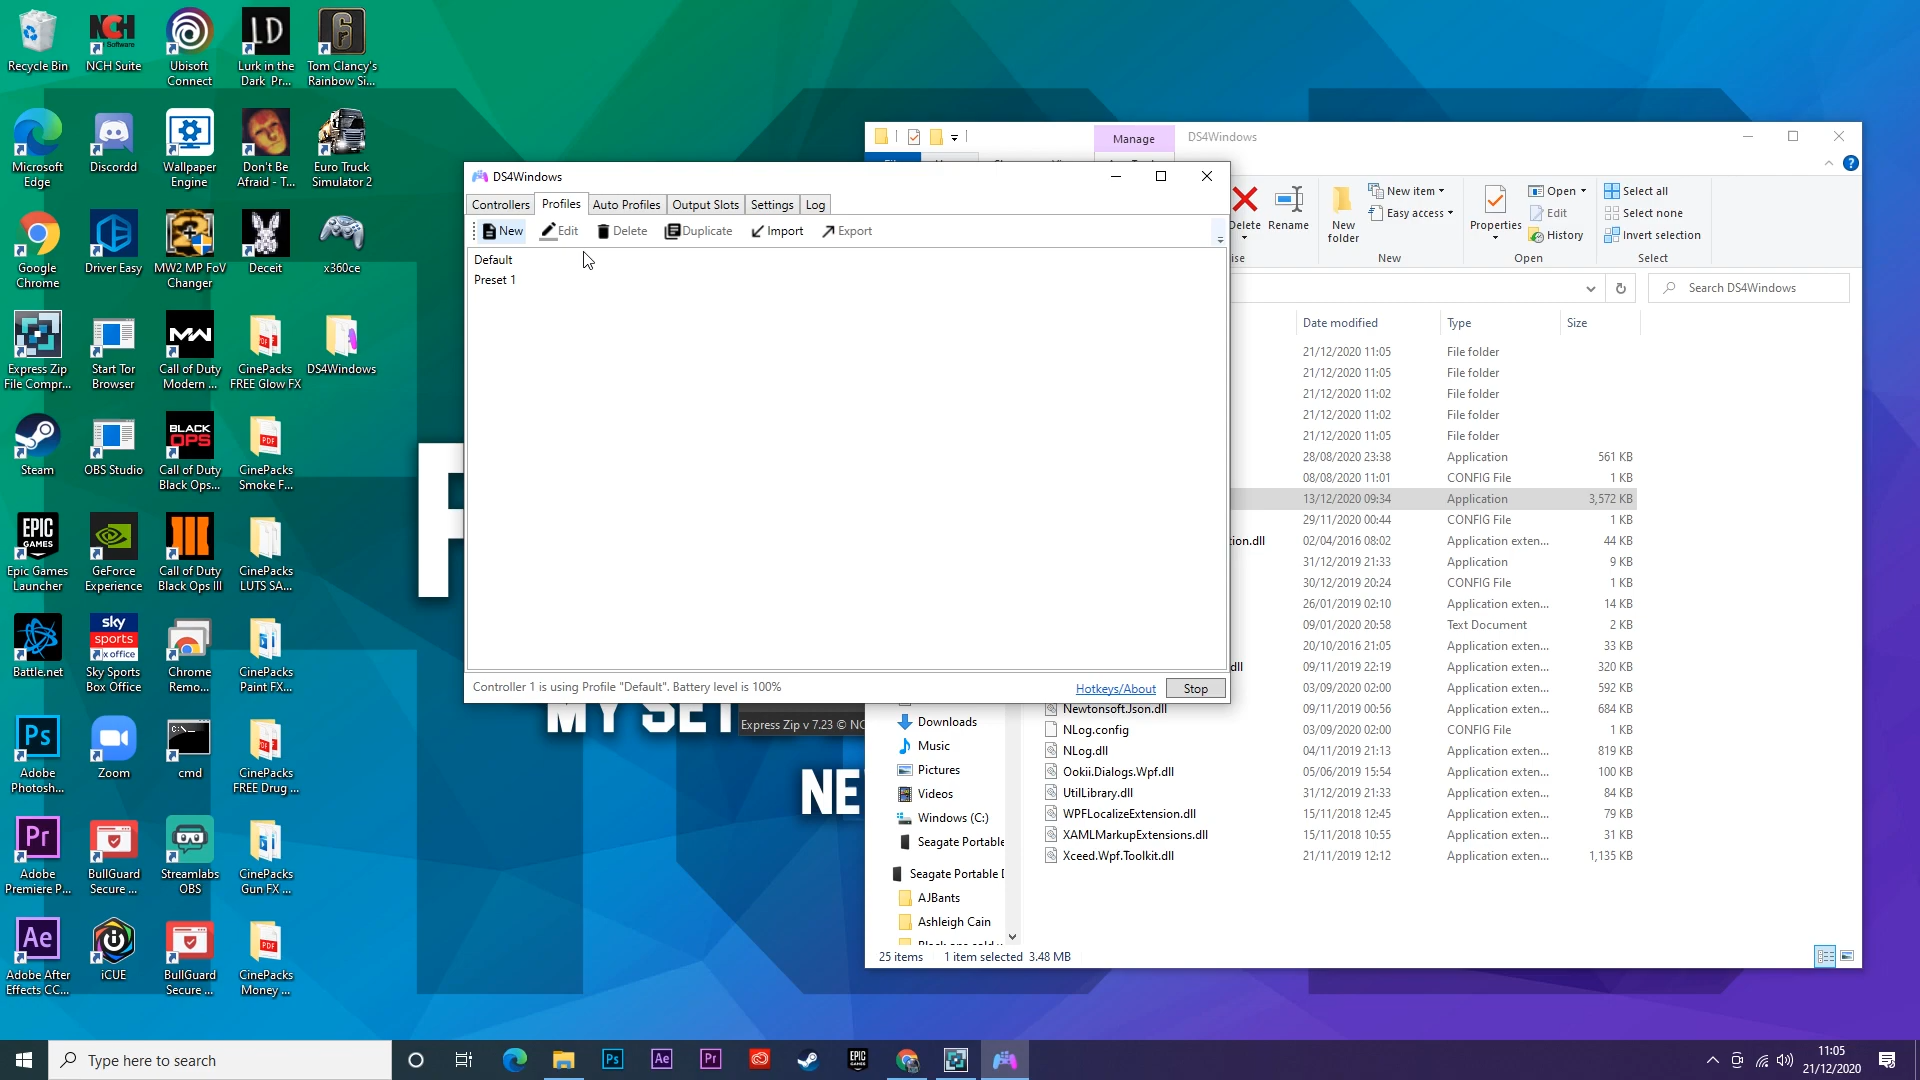 Recycle Bin
NCH Suite
Ubisoft
Connect
Lurk in the
Dark Pr...
Tom Clancy's
Rainbow Si...
Microsoft
Edge
Discordd
Wallpaper
Engine
Don't Be
Afraid - T...
Euro Truck
Simulator 2
Google
Chrome
Driver Easy
MW2 MP FoV
Changer
Deceit
x360ce
Express Zip
File Compr...
Start Tor
Browser
Call of Duty
Modern ...
CinePacks
FREE Glow FX
DS4Windows
Steam
OBS Studio
Call of Duty
Black Ops...
CinePacks
Smoke F...
Epic Games
Launcher
GeForce
Experience
Call of Duty
Black Ops III
CinePacks
LUTS SA...
Battle.net
Sky Sports
Box Office
Chrome
Remo...
CinePacks
Paint FX...
Adobe
Photosh...
Zoom
cmd
CinePacks
FREE Drug ...
Adobe
Premiere P...
BullGuard
Secure ...
Streamlabs
OBS
CinePacks
Gun FX ...
Adobe After
Effects CC...
iCUE
BullGuard
Secure ...
CinePacks
Money ...
DS4Windows
Controllers
Profiles
Auto Profiles
Output Slots
Settings
Log
New
Edit
Delete
Duplicate
Import
Export
Default
Preset 1
Controller 1 is using Profile "Default". Battery level is 100%
Hotkeys/About
Stop
MY SET
Express Zip v 7.23 © NC
NE
Manage
DS4Windows
Delete
Rename
New
folder
New item
Easy access
Properties
Open
Edit
History
Select all
Select none
Invert selection
ise
New
Open
Select
Search DS4Windows
Date modified
Type
Size
21/12/2020 11:05 File folder
21/12/2020 11:05 File folder
21/12/2020 11:02 File folder
21/12/2020 11:02 File folder
21/12/2020 11:05 File folder
28/08/2020 23:38 Application 561 KB
08/08/2020 11:01 CONFIG File 1 KB
13/12/2020 09:34 Application 3,572 KB
29/11/2020 00:44 CONFIG File 1 KB
tion.dll 02/04/2016 08:02 Application exten... 44 KB
31/12/2019 21:33 Application 9 KB
30/12/2019 20:24 CONFIG File 1 KB
26/01/2019 02:10 Application exten... 14 KB
09/01/2020 20:58 Text Document 2 KB
20/10/2016 21:05 Application exten... 33 KB
dll 09/11/2019 22:19 Application exten... 320 KB
03/09/2020 02:00 Application exten... 592 KB
Newtonsoft.Json.dll 09/11/2019 00:56 Application exten... 684 KB
NLog.config 03/09/2020 02:00 CONFIG File 1 KB
NLog.dll 04/11/2019 21:13 Application exten... 819 KB
Ookii.Dialogs.Wpf.dll 05/06/2019 15:54 Application exten... 100 KB
UtilLibrary.dll 31/12/2019 21:33 Application exten... 84 KB
WPFLocalizeExtension.dll 15/11/2018 12:45 Application exten... 79 KB
XAMLMarkupExtensions.dll 15/11/2018 10:55 Application exten... 31 KB
Xceed.Wpf.Toolkit.dll 21/11/2019 12:12 Application exten... 1,135 KB
Downloads
Music
Pictures
Videos
Windows (C:)
Seagate Portable
Seagate Portable D
AJBants
Ashleigh Cain
25 items
1 item selected 3.48 MB
Type here to search
11:05
21/12/2020